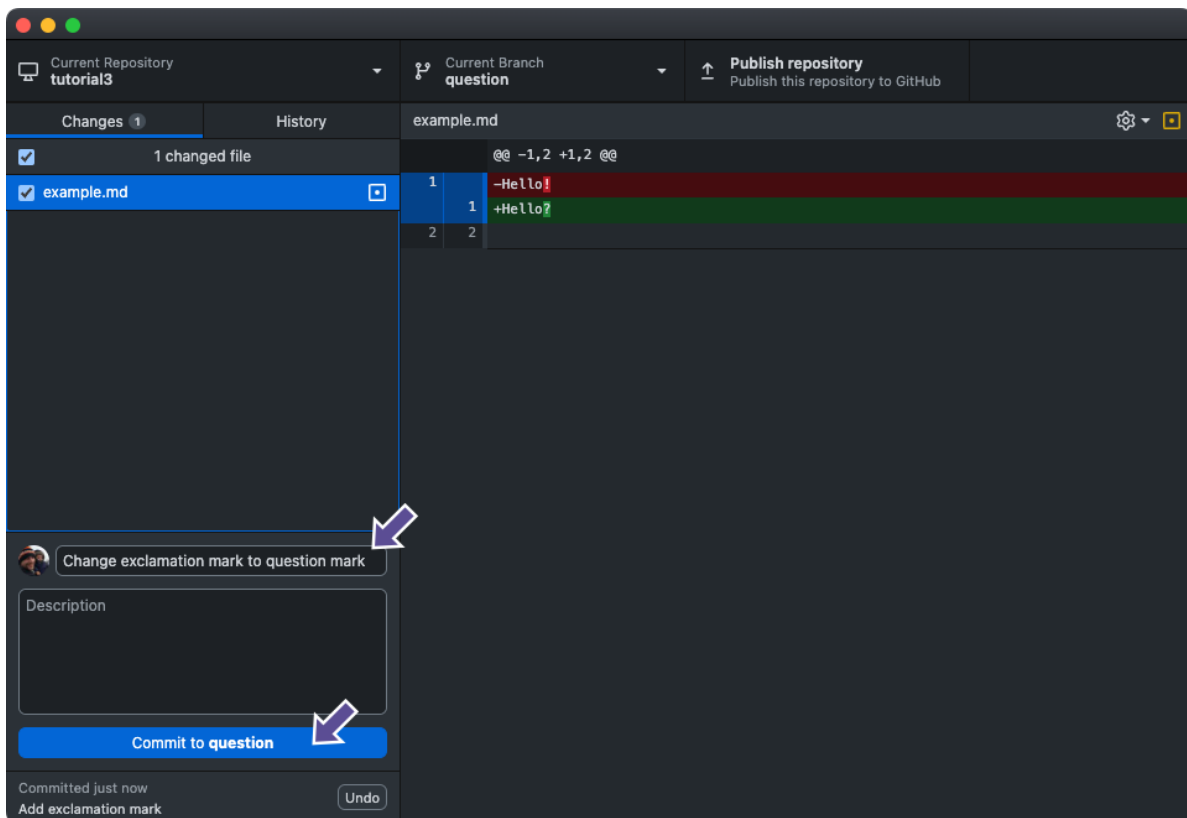 Current Repository
tutorial3
Current Branch
question
Publish repository
Publish this repository to GitHub
Changes 1
History
example.md
1 changed file
@@ -1,2 +1,2 @@
example.md
1 -Hello!
1 +Hello?
2 2
Change exclamation mark to question mark
Description
Commit to question
Committed just now
Add exclamation mark
Undo